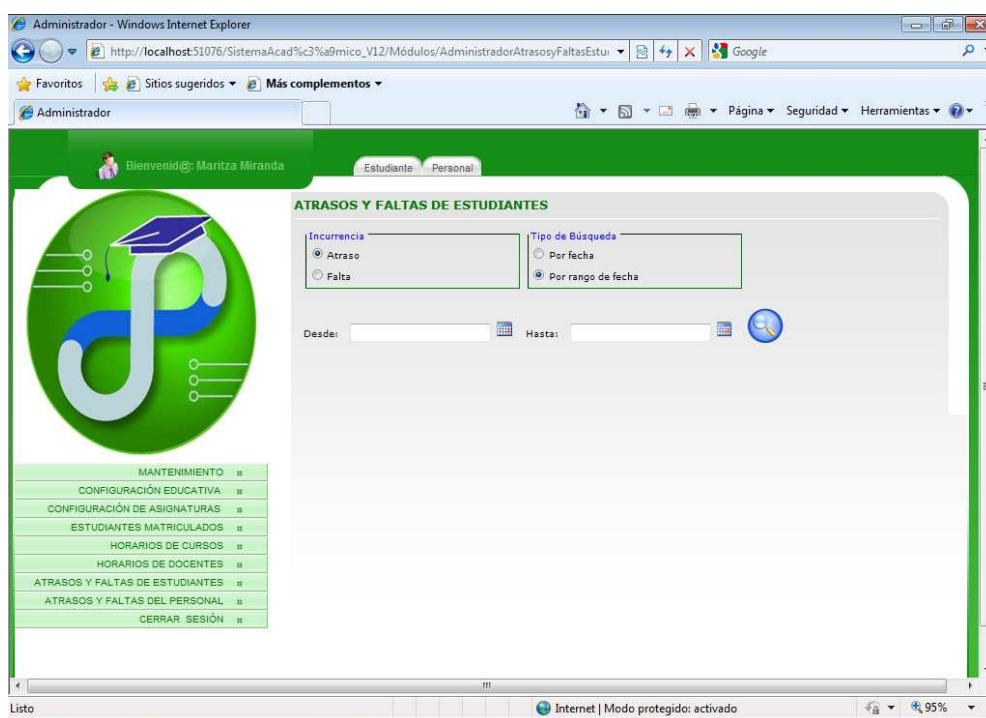 Administrador - Windows Internet Explorer
http://localhost:51076/SistemaAcad%c3%a9mico_V12/Módulos/AdministradorAtrasosyFaltasEstu
Google
Favoritos Sitios sugeridos Más complementos
Administrador
Página Seguridad Herramientas
Bienvenid@: Maritza Miranda
Estudiante Personal
ATRASOS Y FALTAS DE ESTUDIANTES
Incurrencia Tipo de Búsqueda
Atraso Por fecha
Falta Por rango de fecha
Desde: Hasta:
MANTENIMIENTO
CONFIGURACIÓN EDUCATIVA
CONFIGURACIÓN DE ASIGNATURAS
ESTUDIANTES MATRICULADOS
HORARIOS DE CURSOS
HORARIOS DE DOCENTES
ATRASOS Y FALTAS DE ESTUDIANTES
ATRASOS Y FALTAS DEL PERSONAL
CERRAR SESIÓN
Listo Internet | Modo protegido: activado 95%